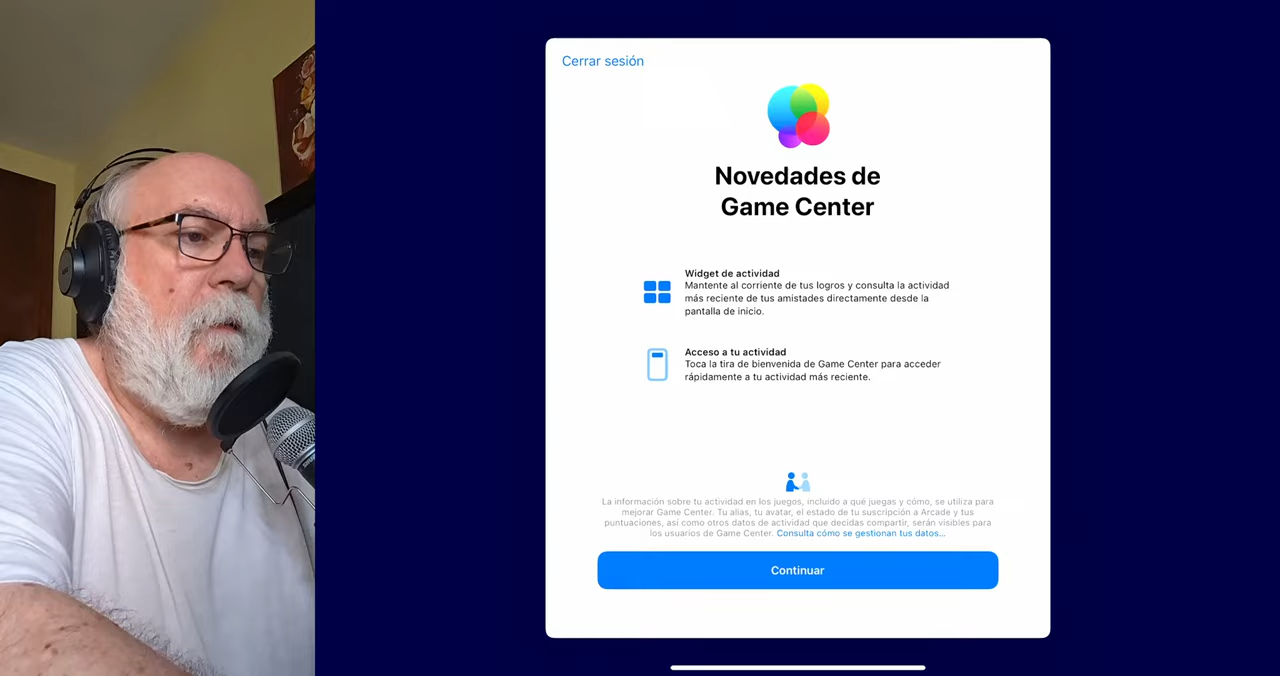 Cerrar sesión
Novedades de
Game Center
Widget de actividad
Mantente al corriente de tus logros y consulta la actividad
más reciente de tus amistades directamente desde la
pantalla de inicio.
Acceso a tu actividad
Toca la tira de bienvenida de Game Center para acceder
rápidamente a tu actividad más reciente.
La información sobre tu actividad en los juegos, incluido a qué juegas y cómo, se utiliza para
mejorar Game Center. Tu alias, tu avatar, el estado de tu suscripción a Arcade y tus
puntuaciones, así como otros datos de actividad que decidas compartir, serán visibles para
los usuarios de Game Center. Consulta cómo se gestionan tus datos...
Continuar